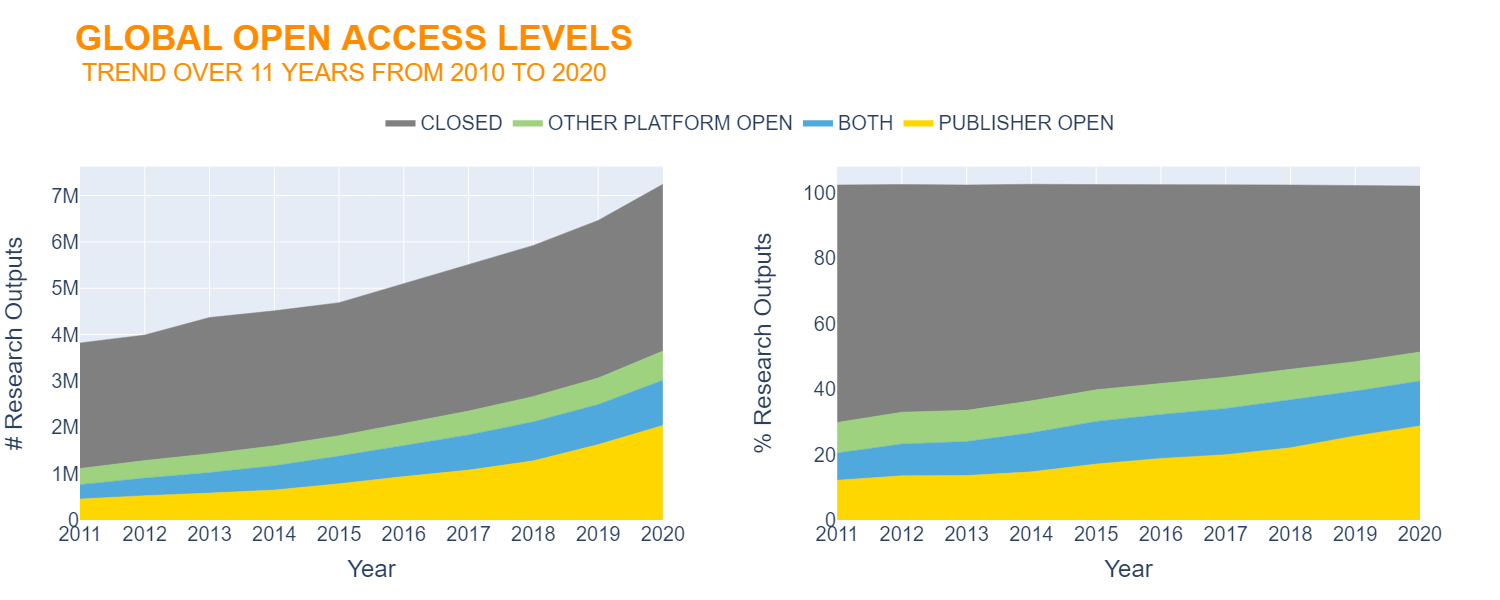 GLOBAL OPEN ACCESS LEVELS
TREND OVER 11 YEARS FROM 2010 TO 2020
CLOSED OTHER PLATFORM OPEN BOTH PUBLISHER OPEN
# Research Outputs
7M
6M
5M
4M
3M
2M
1M
0
2011 2012 2013 2014 2015 2016 2017 2018 2019 2020
Year
% Research Outputs
100
80
60
40
20
0
2011 2012 2013 2014 2015 2016 2017 2018 2019 2020
Year